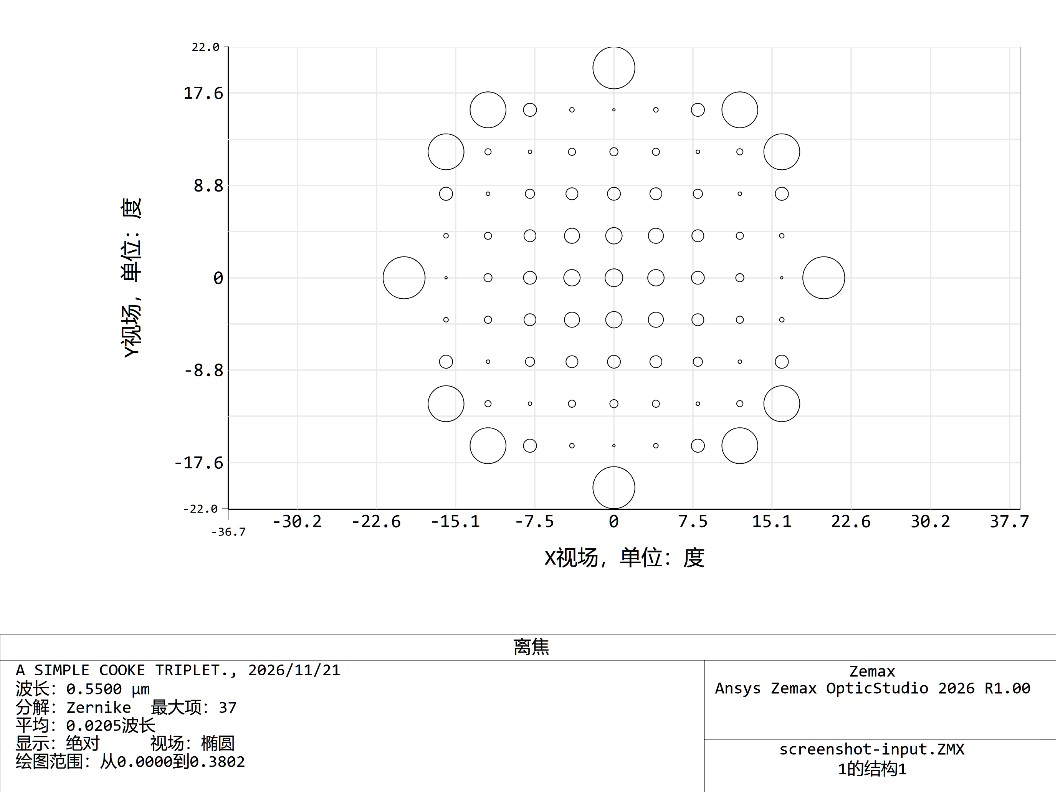 22.0
17.6
8.8
0
-8.8
-17.6
-22.0
Y视场，单位：度
-36.7
-30.2 -22.6 -15.1 -7.5 0 7.5 15.1 22.6 30.2 37.7
X视场，单位：度
离焦
A SIMPLE COOKE TRIPLET., 2026/11/21
波长：0.5500 µm
分解：Zernike 最大项：37
平均：0.0205波长
显示：绝对 视场：椭圆
绘图范围：从0.0000到0.3802
Zemax
Ansys Zemax OpticStudio 2026 R1.00
screenshot-input.ZMX
1的结构1